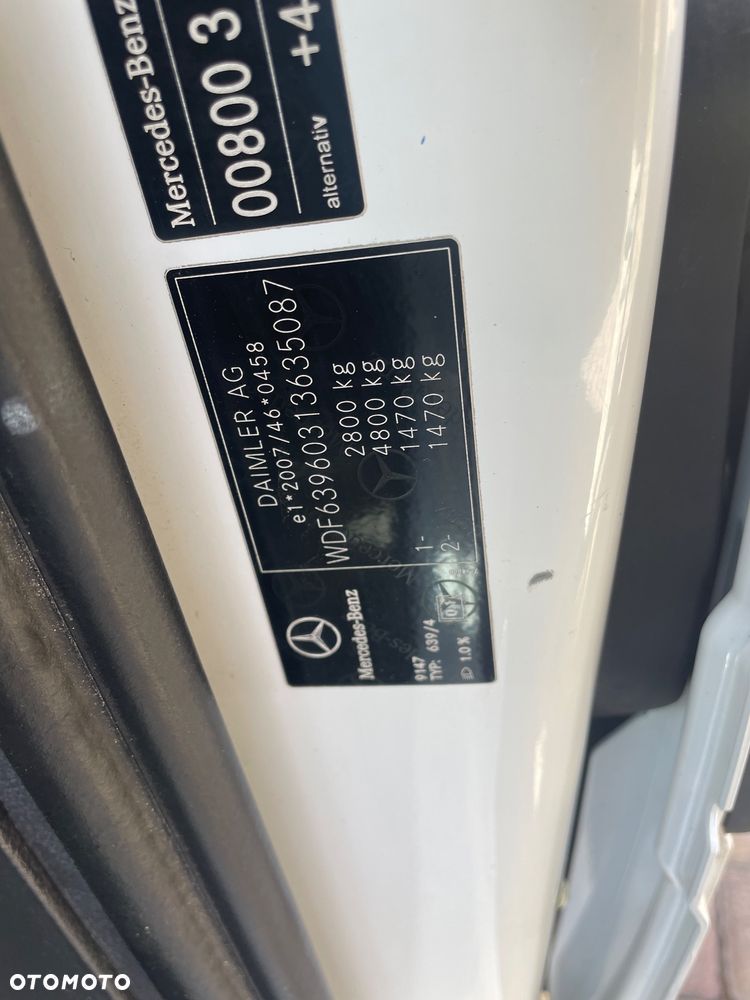 Mercedes-Benz
00800 3
+4
alternativ
DAIMLER AG
e1*2007/46*0458
WDF63960313635087
2800 kg
4800 kg
1- 1470 kg
2- 1470 kg
Mercedes-Benz
9147
TYP: 639/4
1.0 %
OTOMOTO